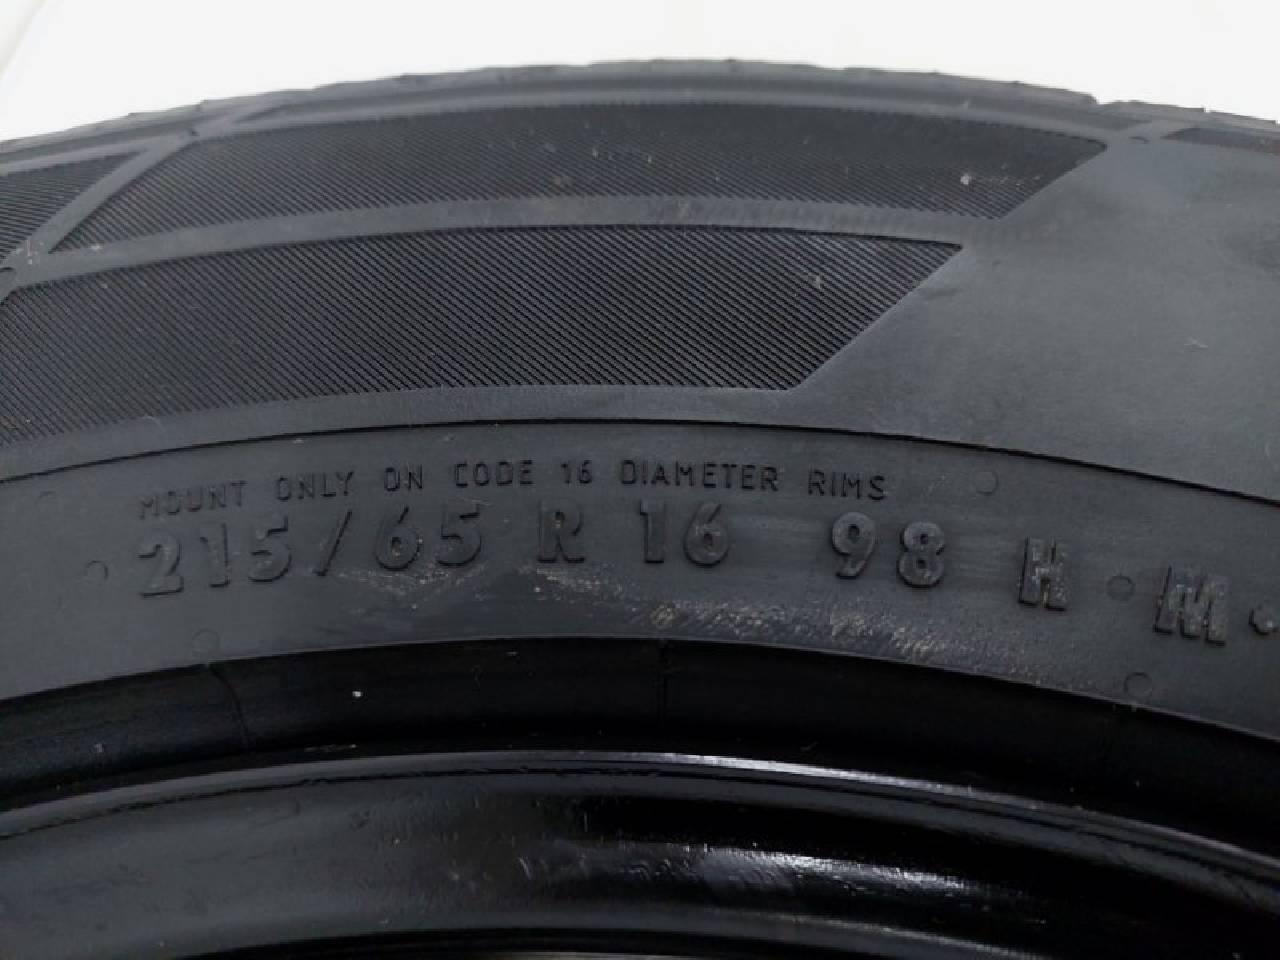 MOUNT ONLY ON CODE 16 DIAMETER RIMS
215/65 R 16 98 H · M ·